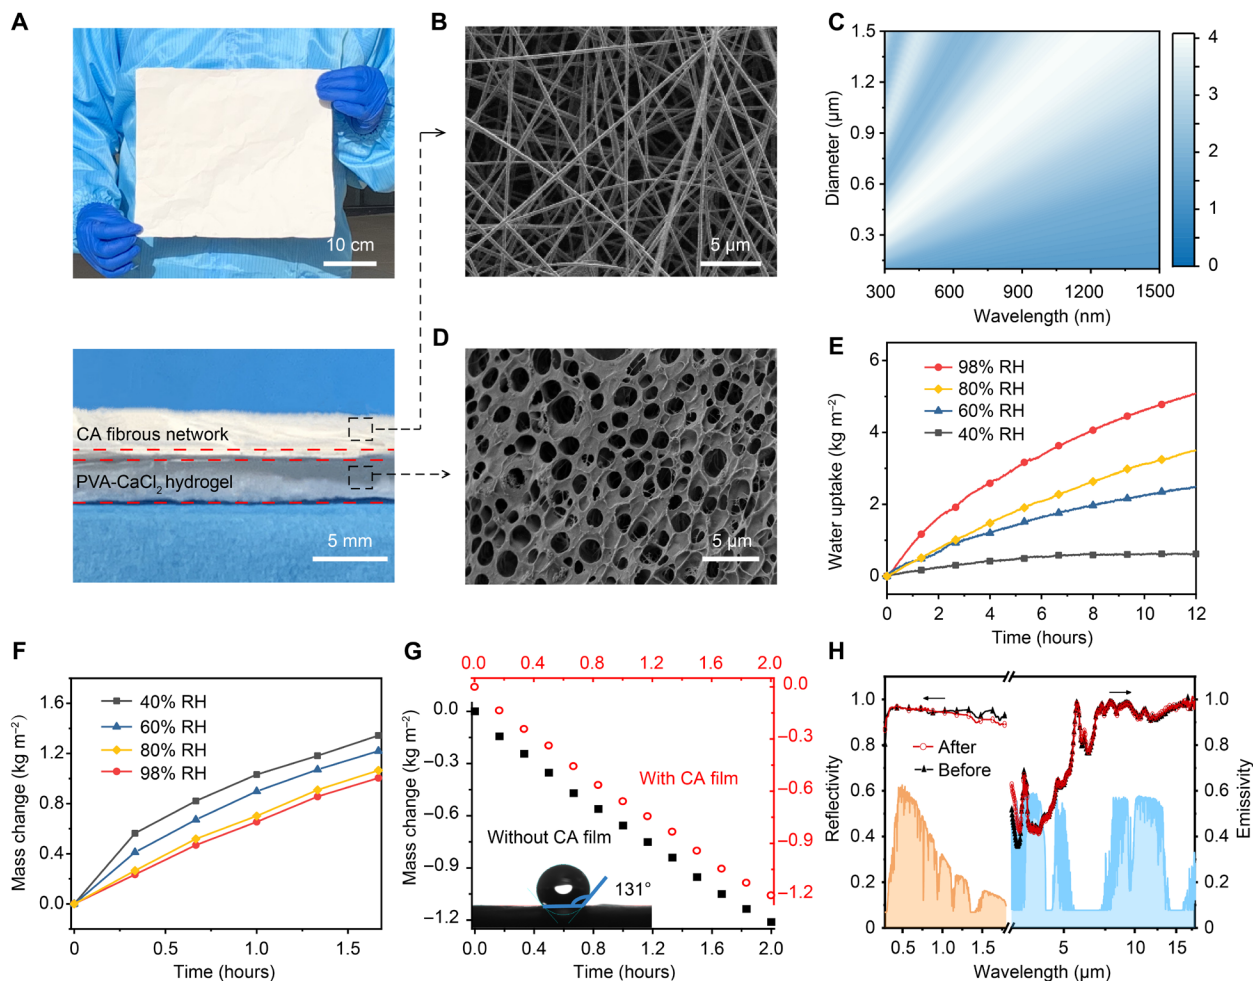 A
10 cm
CA fibrous network
PVA-CaCl₂ hydrogel
5 mm
B
5 µm
C
1.5
1.2
0.9
0.6
0.3
Diameter (µm)
300 600 900 1200 1500
Wavelength (nm)
4
3
2
1
0
D
5 µm
E
6
4
2
0
Water uptake (kg m⁻²)
98% RH
80% RH
60% RH
40% RH
0 2 4 6 8 10 12
Time (hours)
F
1.6
1.2
0.8
0.4
0.0
Mass change (kg m⁻²)
40% RH
60% RH
80% RH
98% RH
0.0 0.5 1.0 1.5
Time (hours)
G
0.0 0.4 0.8 1.2 1.6 2.0
0.0
−0.3
−0.6
−0.9
−1.2
Mass change (kg m⁻²)
0.0
−0.3
−0.6
−0.9
−1.2
With CA film
Without CA film
131°
0.0 0.4 0.8 1.2 1.6 2.0
Time (hours)
H
1.0
0.8
0.6
0.4
0.2
0.0
Reflectivity
After
Before
1.0
0.8
0.6
0.4
0.2
0
Emissivity
0.5 1.0 1.5 5 10 15
Wavelength (µm)